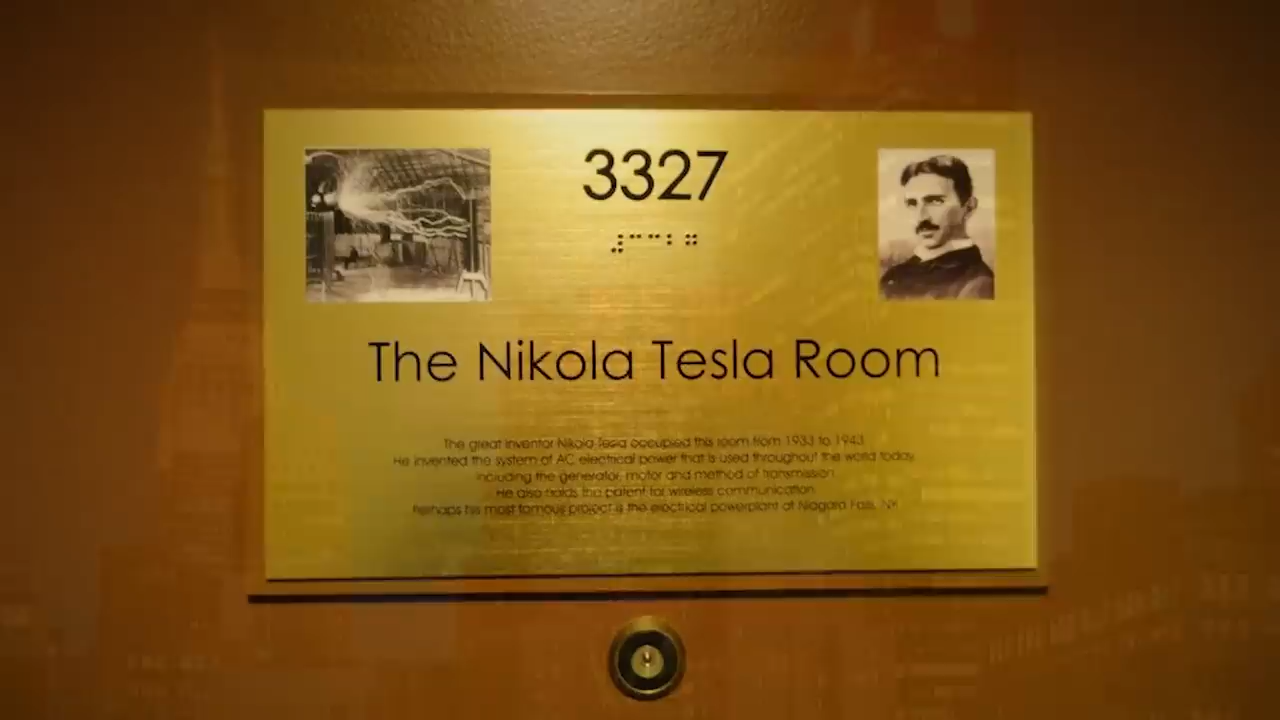 3327
⠼⠉⠉⠃⠛
The Nikola Tesla Room
The great inventor Nikola Tesla occupied this room from 1933 to 1943
He invented the system of AC electrical power that is used throughout the world today,
including the generator, motor and method of transmission.
He also holds the patent for wireless communication.
Perhaps his most famous project is the electrical powerplant at Niagara Falls, NY